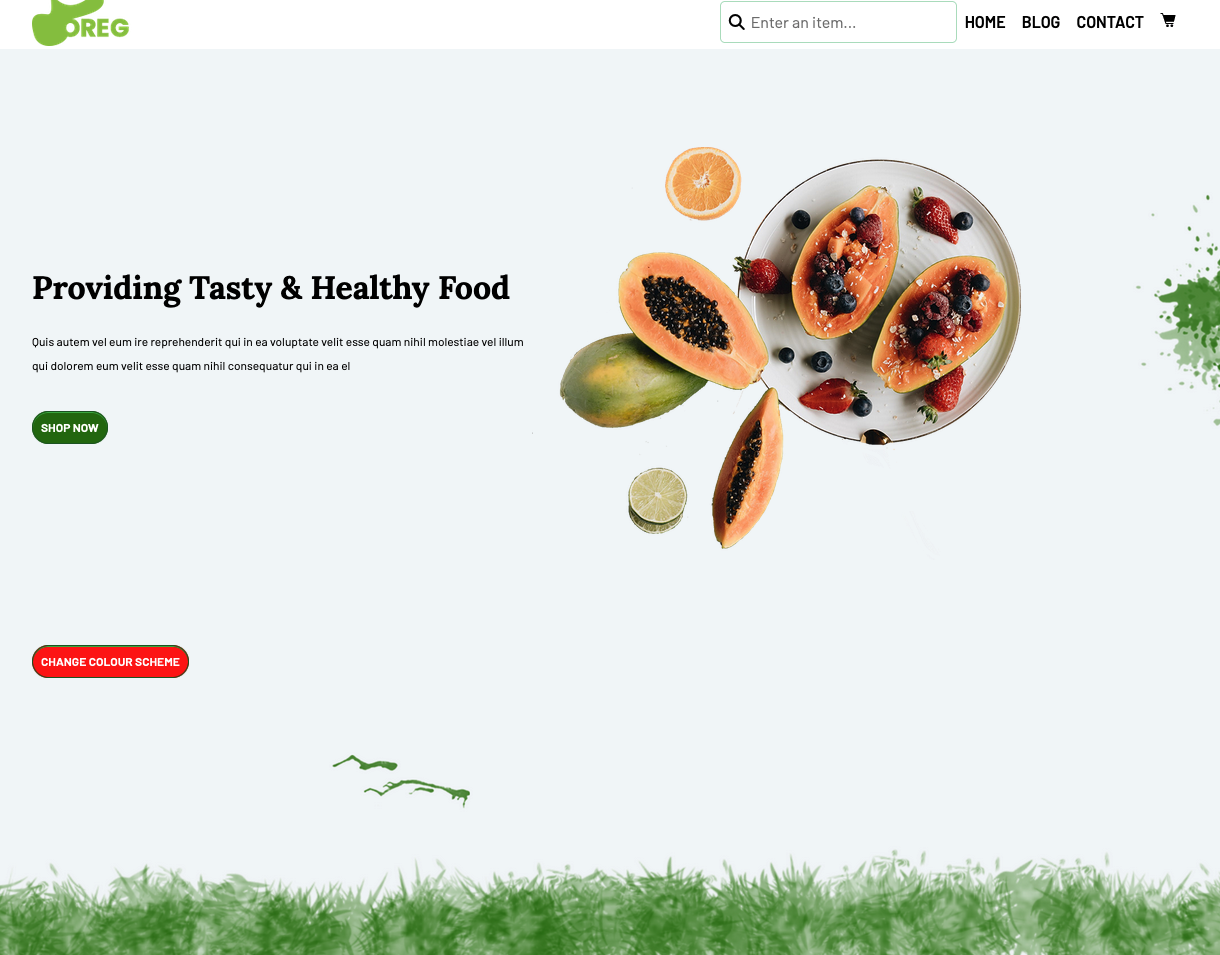 OREG
Enter an item...
HOME
BLOG
CONTACT
Providing Tasty & Healthy Food
Quis autem vel eum ire reprehenderit qui in ea voluptate velit esse quam nihil molestiae vel illum
qui dolorem eum velit esse quam nihil consequatur qui in ea el
SHOP NOW
CHANGE COLOUR SCHEME